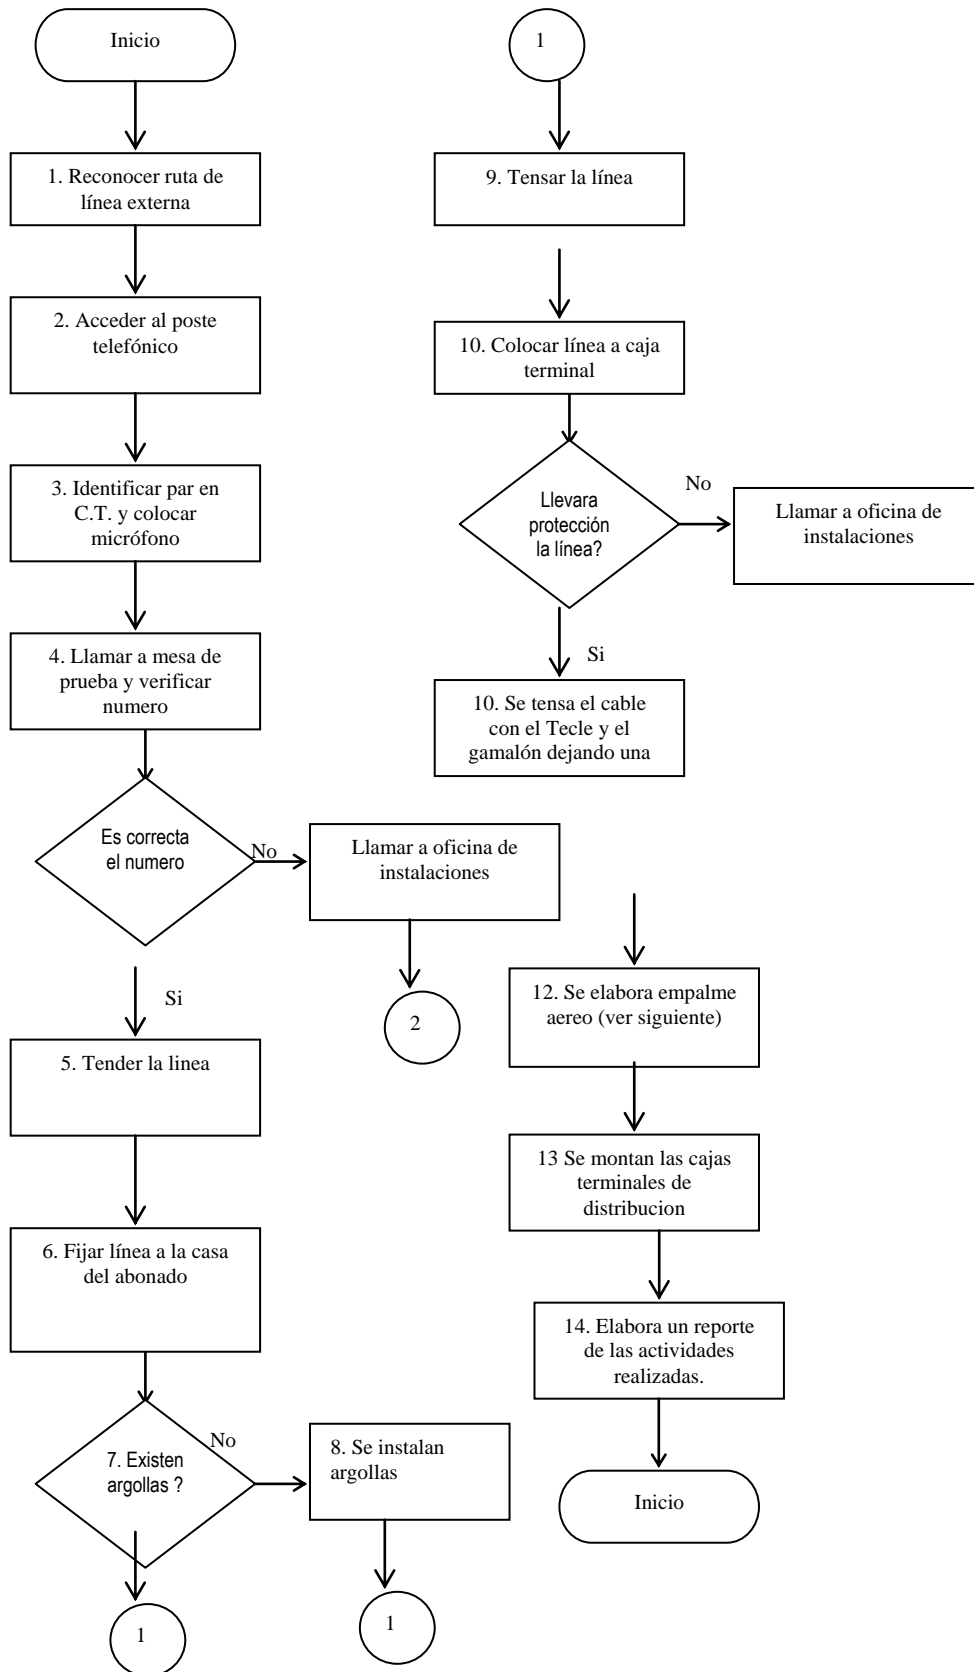 Inicio
1. Reconocer ruta de
línea externa
2. Acceder al poste
telefónico
3. Identificar par en
C.T. y colocar
micrófono
4. Llamar a mesa de
prueba y verificar
numero
Es correcta
el numero
No
Llamar a oficina de
instalaciones
2
Si
5. Tender la linea
6. Fijar línea a la casa
del abonado
7. Existen
argollas ?
No
8. Se instalan
argollas
1
1
1
9. Tensar la línea
10. Colocar línea a caja
terminal
Llevara
protección
la línea?
No
Llamar a oficina de
instalaciones
Si
10. Se tensa el cable
con el Tecle y el
gamalón dejando una
12. Se elabora empalme
aereo (ver siguiente)
13 Se montan las cajas
terminales de
distribucion
14. Elabora un reporte
de las actividades
realizadas.
Inicio